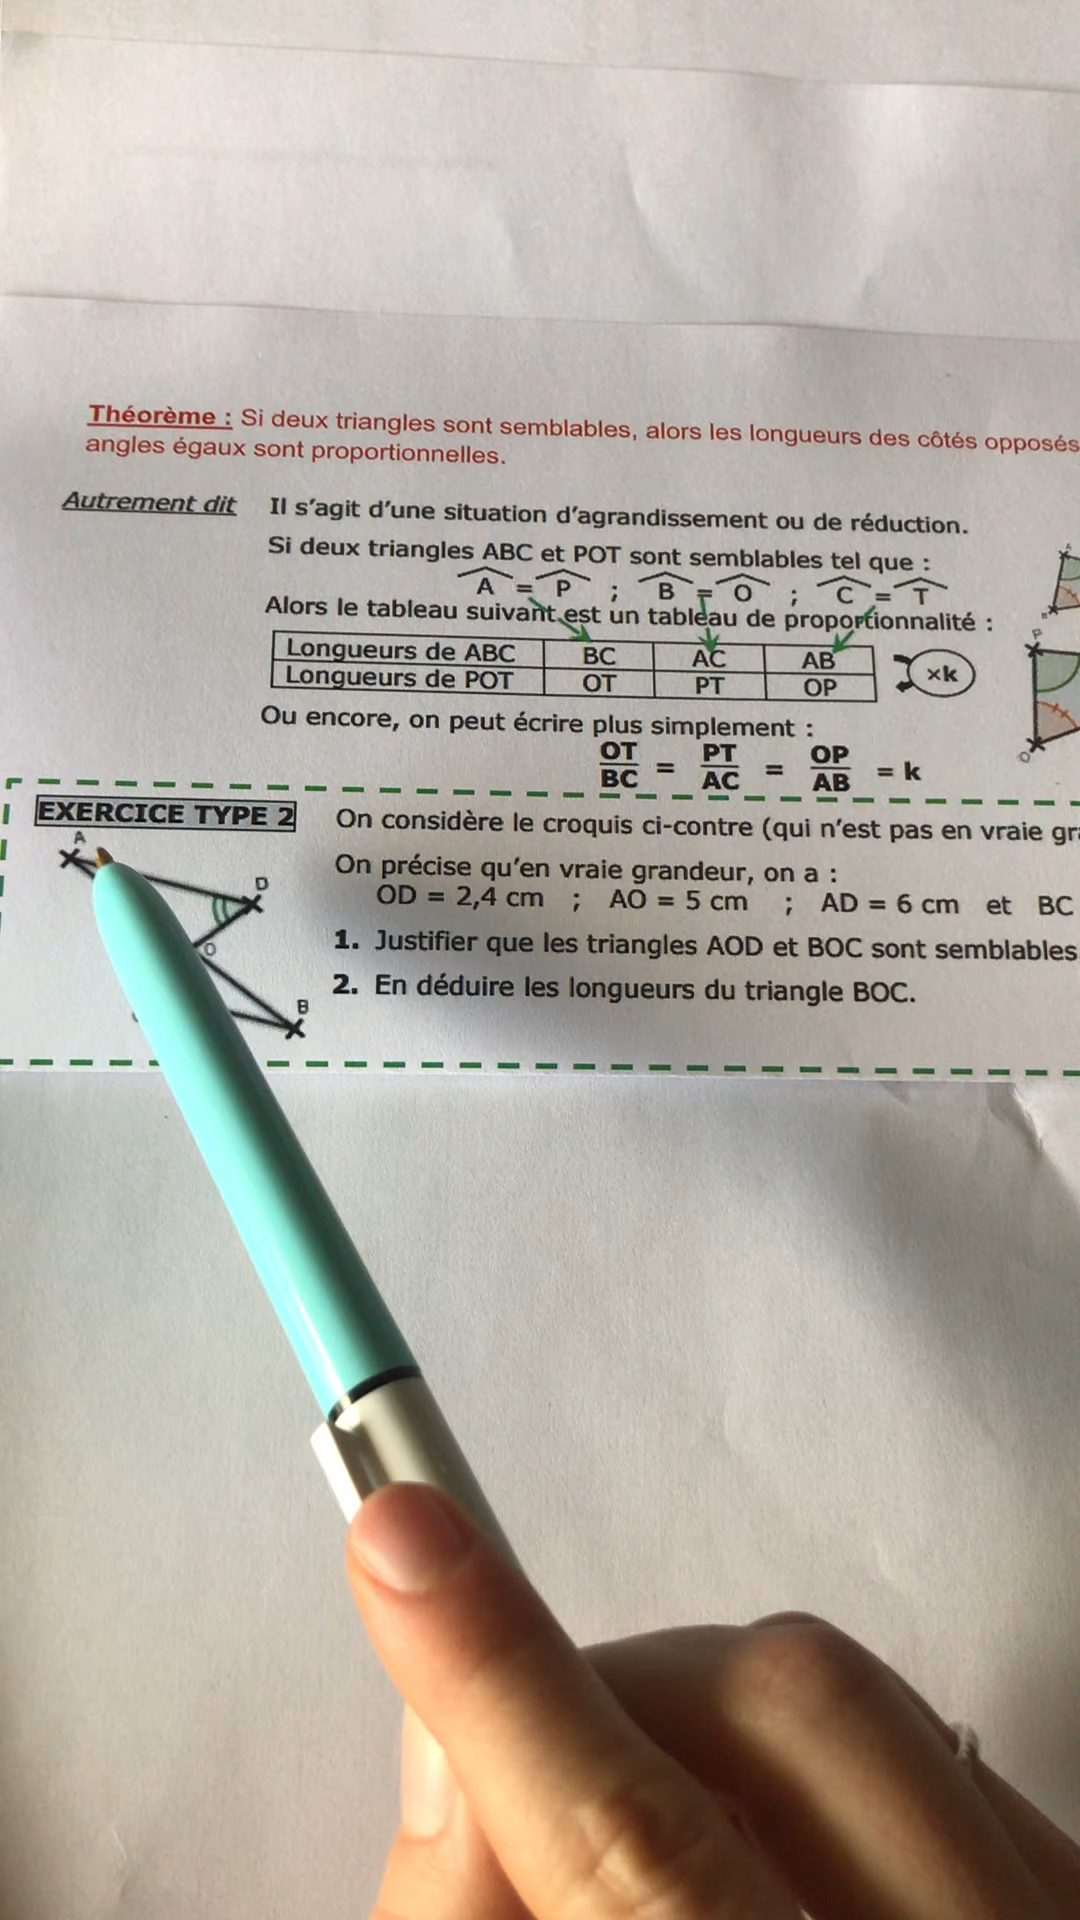 Théorème : Si deux triangles sont semblables, alors les longueurs des côtés opposés
angles égaux sont proportionnelles.
Autrement dit Il s'agit d'une situation d'agrandissement ou de réduction.
Si deux triangles ABC et POT sont semblables tel que :
A = P ; B = O ; C = T
Alors le tableau suivant est un tableau de proportionnalité :
Longueurs de ABC BC AC AB
Longueurs de POT OT PT OP
×k
Ou encore, on peut écrire plus simplement :
OT/BC = PT/AC = OP/AB = k
P
O
EXERCICE TYPE 2
On considère le croquis ci-contre (qui n'est pas en vraie
On précise qu'en vraie grandeur, on a :
OD = 2,4 cm ; AO = 5 cm ; AD = 6 cm et BC
1. Justifier que les triangles AOD et BOC sont semblables
2. En déduire les longueurs du triangle BOC.
A
D
O
B